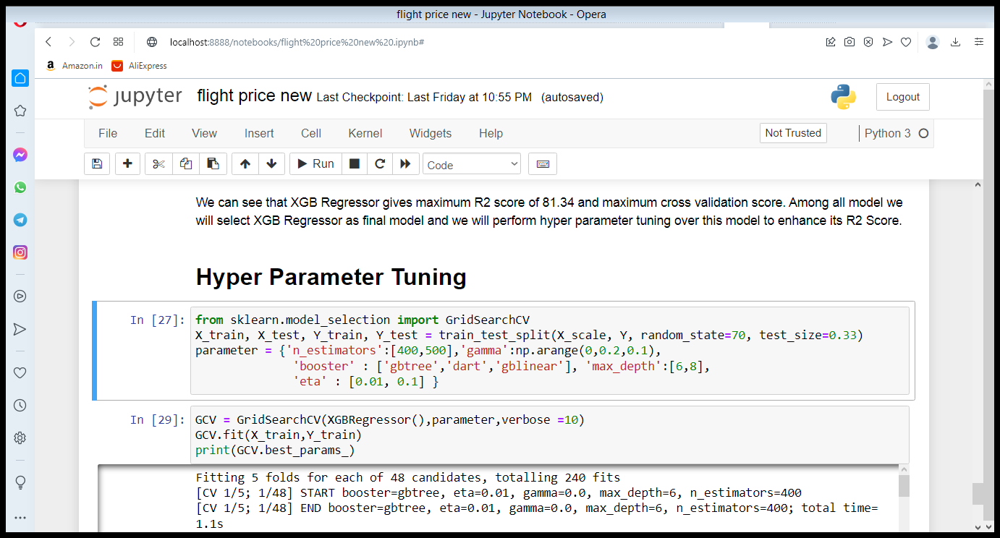 flight price new - Jupyter Notebook - Opera
localhost:8888/notebooks/flight%20price%20new%20.ipynb#
a Amazon.in AliExpress
jupyter flight price new Last Checkpoint: Last Friday at 10:55 PM (autosaved) Logout
File Edit View Insert Cell Kernel Widgets Help Not Trusted Python 3
Run Code
We can see that XGB Regressor gives maximum R2 score of 81.34 and maximum cross validation score. Among all model we
will select XGB Regressor as final model and we will perform hyper parameter tuning over this model to enhance its R2 Score.
Hyper Parameter Tuning
In [27]: from sklearn.model_selection import GridSearchCV
X_train, X_test, Y_train, Y_test = train_test_split(X_scale, Y, random_state=70, test_size=0.33)
parameter = {'n_estimators':[400,500],'gamma':np.arange(0,0.2,0.1),
'booster' : ['gbtree','dart','gblinear'], 'max_depth':[6,8],
'eta' : [0.01, 0.1] }
In [29]: GCV = GridSearchCV(XGBRegressor(),parameter,verbose =10)
GCV.fit(X_train,Y_train)
print(GCV.best_params_)
Fitting 5 folds for each of 48 candidates, totalling 240 fits
[CV 1/5; 1/48] START booster=gbtree, eta=0.01, gamma=0.0, max_depth=6, n_estimators=400
[CV 1/5; 1/48] END booster=gbtree, eta=0.01, gamma=0.0, max_depth=6, n_estimators=400; total time=
1.1s